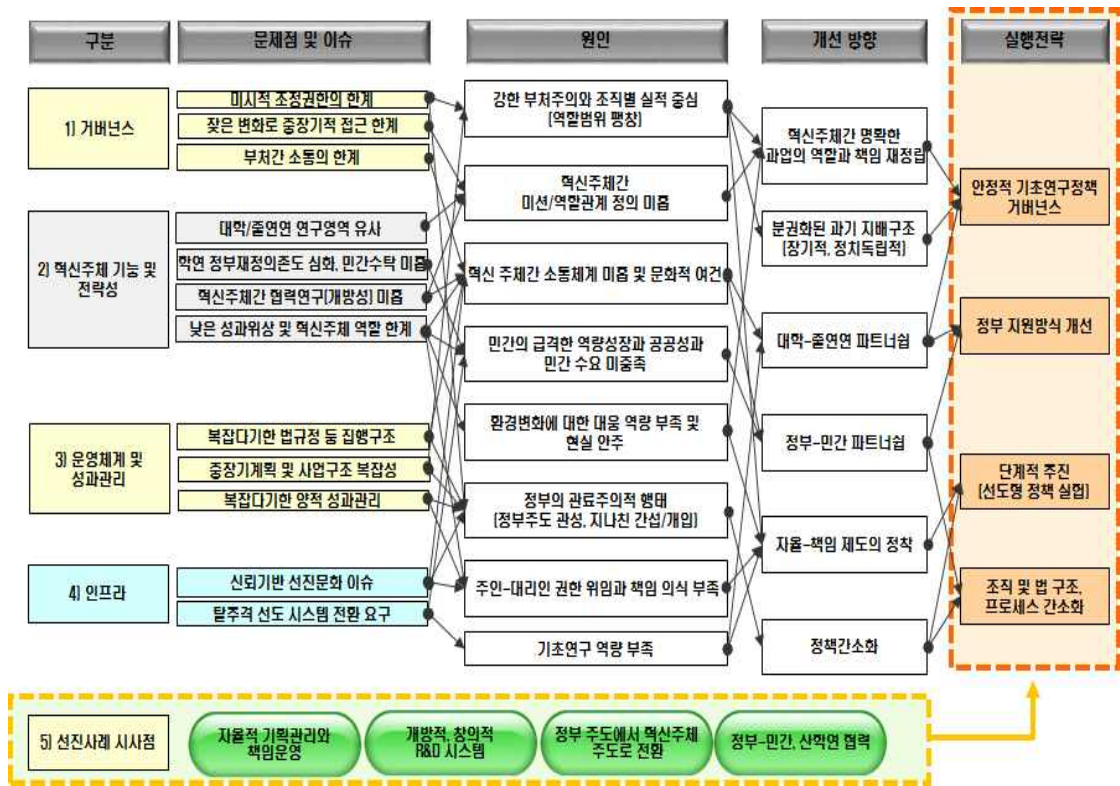 구분
문제점 및 이슈
원인
개선 방향
실행전략
1) 거버넌스
미시적 조정권한의 한계
잦은 변화로 중장기적 접근 한계
부처간 소통의 한계
2) 혁신주체 기능 및
전략성
대학/출연연 연구영역 유사
학연 정부재정의존도 심화, 민간수탁 미흡
혁신주체간 협력연구(개방성) 미흡
낮은 성과위상 및 혁신주체 역할 한계
3) 운영체계 및
성과관리
복잡다기한 법규정 등 집행구조
중장기계획 및 사업구조 복잡성
복잡다기한 양적 성과관리
4) 인프라
신뢰기반 선진문화 이슈
탈추격 선도 시스템 전환 요구
강한 부처주의와 조직별 실적 중심
(역할범위 팽창)
혁신주체간
미션/역할관계 정의 미흡
혁신 주체간 소통체계 미흡 및 문화적 여건
민간의 급격한 역량성장과 공공성과
민간 수요 미충족
환경변화에 대한 대응 역량 부족 및
현실 안주
정부의 관료주의적 행태
(정부주도 관성, 지나친 간섭/개입)
주인-대리인 권한 위임과 책임 의식 부족
기초연구 역량 부족
혁신주체간 명확한
과업의 역할과 책임 재정립
분권화된 과기 지배구조
(장기적, 정치독립적)
대학-출연연 파트너쉽
정부-민간 파트너쉽
자율-책임 제도의 정착
정책간소화
안정적 기초연구정책
거버넌스
정부 지원방식 개선
단계적 추진
(선도형 정책 실험)
조직 및 법 구조,
프로세스 간소화
5) 선진사례 시사점
자율적 기획관리와
책임운영
개방적, 창의적
R&D 시스템
정부 주도에서 혁신주체
주도로 전환
정부-민간, 산학연 협력